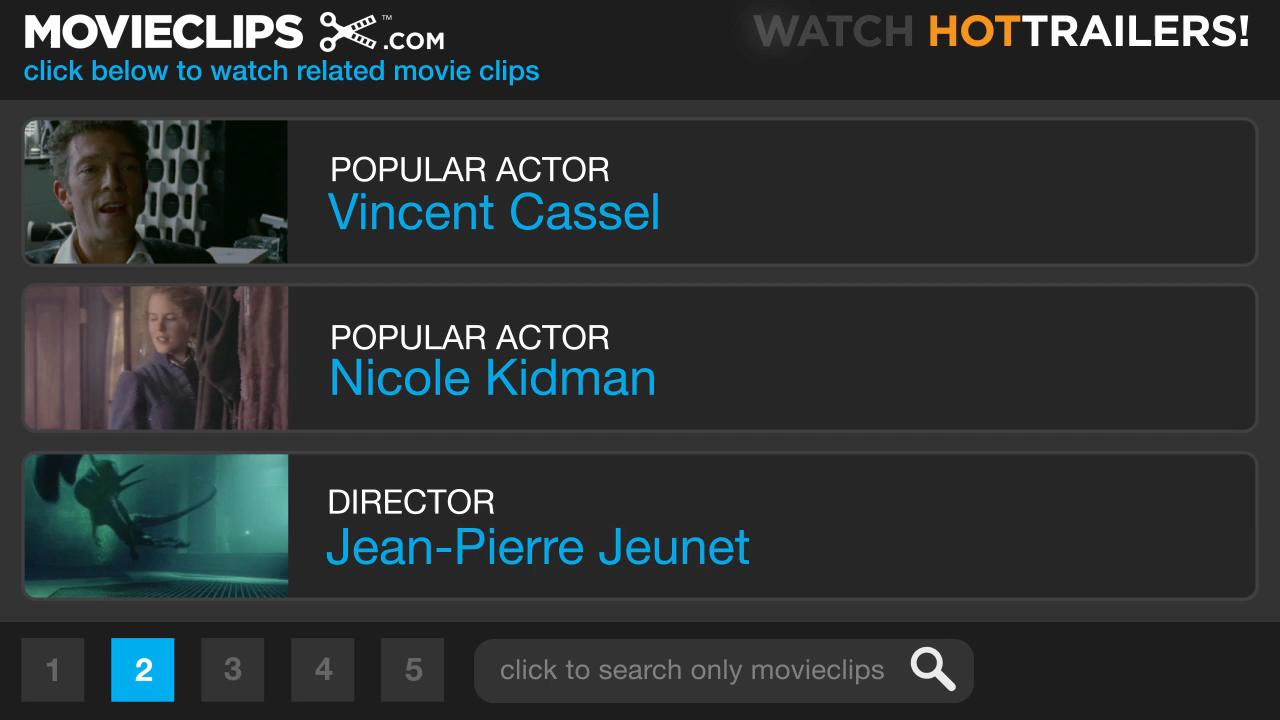 MOVIECLIPS ™ .COM
WATCH HOTTRAILERS!
click below to watch related movie clips
POPULAR ACTOR
Vincent Cassel
POPULAR ACTOR
Nicole Kidman
DIRECTOR
Jean-Pierre Jeunet
1 2 3 4 5
click to search only movieclips